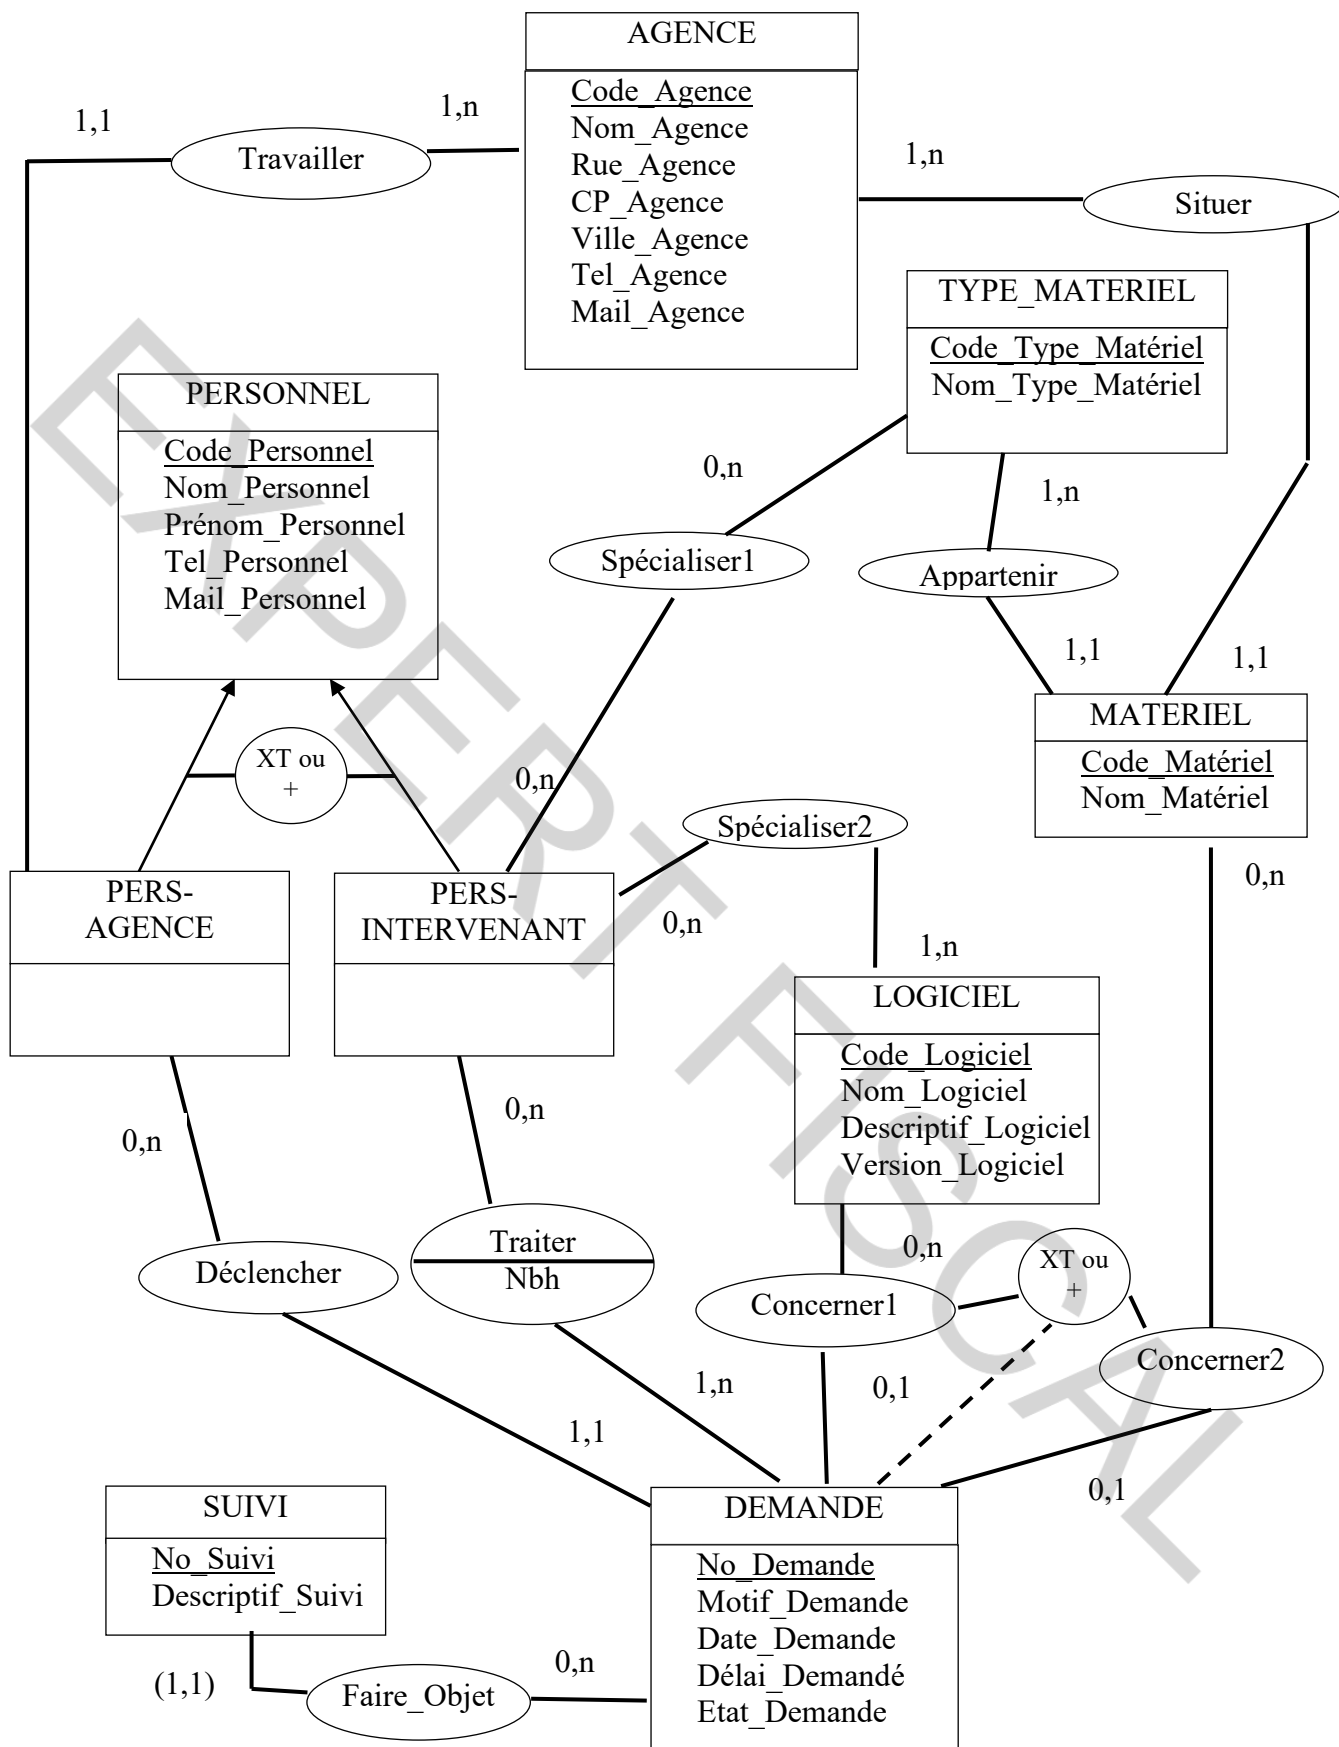 AGENCE
Code_Agence
Nom_Agence
Rue_Agence
CP_Agence
Ville_Agence
Tel_Agence
Mail_Agence
1,1
Travailler
1,n
1,n
Situer
TYPE_MATERIEL
Code_Type_Matériel
Nom_Type_Matériel
PERSONNEL
Code_Personnel
Nom_Personnel
Prénom_Personnel
Tel_Personnel
Mail_Personnel
0,n
1,n
Spécialiser1
Appartenir
1,1
1,1
MATERIEL
Code_Matériel
Nom_Matériel
XT ou
+
0,n
Spécialiser2
0,n
PERS-
AGENCE
PERS-
INTERVENANT
0,n
1,n
LOGICIEL
Code_Logiciel
Nom_Logiciel
Descriptif_Logiciel
Version_Logiciel
0,n
0,n
Traiter
Nbh
Déclencher
0,n
XT ou
+
Concerner1
Concerner2
1,n
0,1
1,1
0,1
SUIVI
No_Suivi
Descriptif_Suivi
DEMANDE
No_Demande
Motif_Demande
Date_Demande
Délai_Demandé
Etat_Demande
(1,1)
Faire_Objet
0,n
EXPERT FISCAL